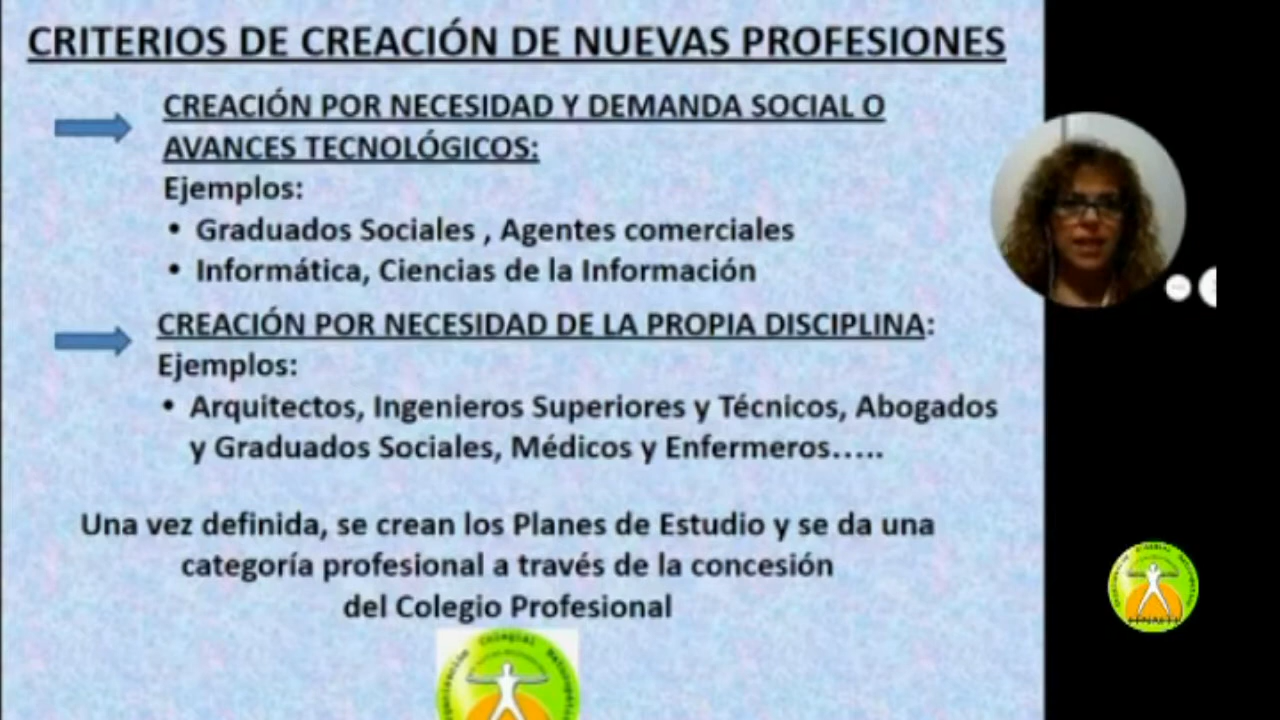 CRITERIOS DE CREACIÓN DE NUEVAS PROFESIONES
CREACIÓN POR NECESIDAD Y DEMANDA SOCIAL O
AVANCES TECNOLÓGICOS:
Ejemplos:
• Graduados Sociales , Agentes comerciales
• Informática, Ciencias de la Información
CREACIÓN POR NECESIDAD DE LA PROPIA DISCIPLINA:
Ejemplos:
• Arquitectos, Ingenieros Superiores y Técnicos, Abogados
y Graduados Sociales, Médicos y Enfermeros…..
Una vez definida, se crean los Planes de Estudio y se da una
categoría profesional a través de la concesión
del Colegio Profesional
Colegial